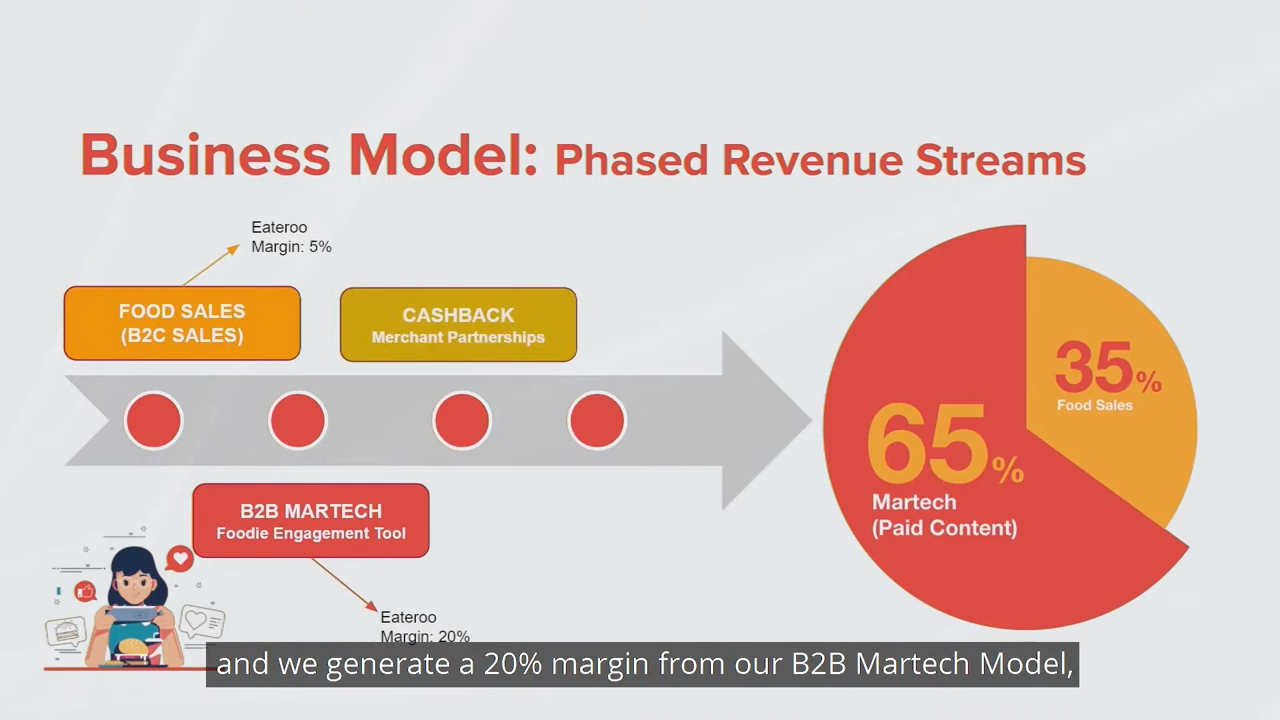 Business Model: Phased Revenue Streams
Eateroo
Margin: 5%
FOOD SALES
(B2C SALES)
CASHBACK
Merchant Partnerships
35%
Food Sales
65%
Martech
(Paid Content)
B2B MARTECH
Foodie Engagement Tool
Eateroo
Margin: 20%
and we generate a 20% margin from our B2B Martech Model,